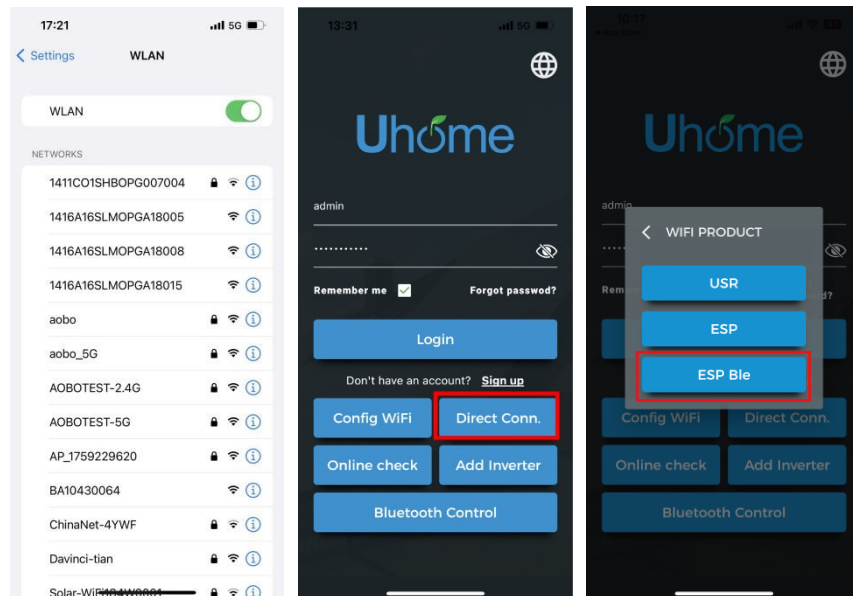 17:21
5G
Settings
WLAN
WLAN
NETWORKS
1411CO1SHBOPG007004
1416A16SLMOPGA18005
1416A16SLMOPGA18008
1416A16SLMOPGA18015
aobo
aobo_5G
AOBOTEST-2.4G
AOBOTEST-5G
AP_1759229620
BA10430064
ChinaNet-4YWF
Davinci-tian
13:31
5G
Uhome
admin
Remember me
Forgot passwod?
Login
Don't have an account? Sign up
Config WiFi
Direct Conn.
Online check
Add Inverter
Bluetooth Control
10:17
Uhome
admin
WIFI PRODUCT
USR
ESP
ESP Ble
Config WiFi
Direct Conn.
Online check
Add Inverter
Bluetooth Control